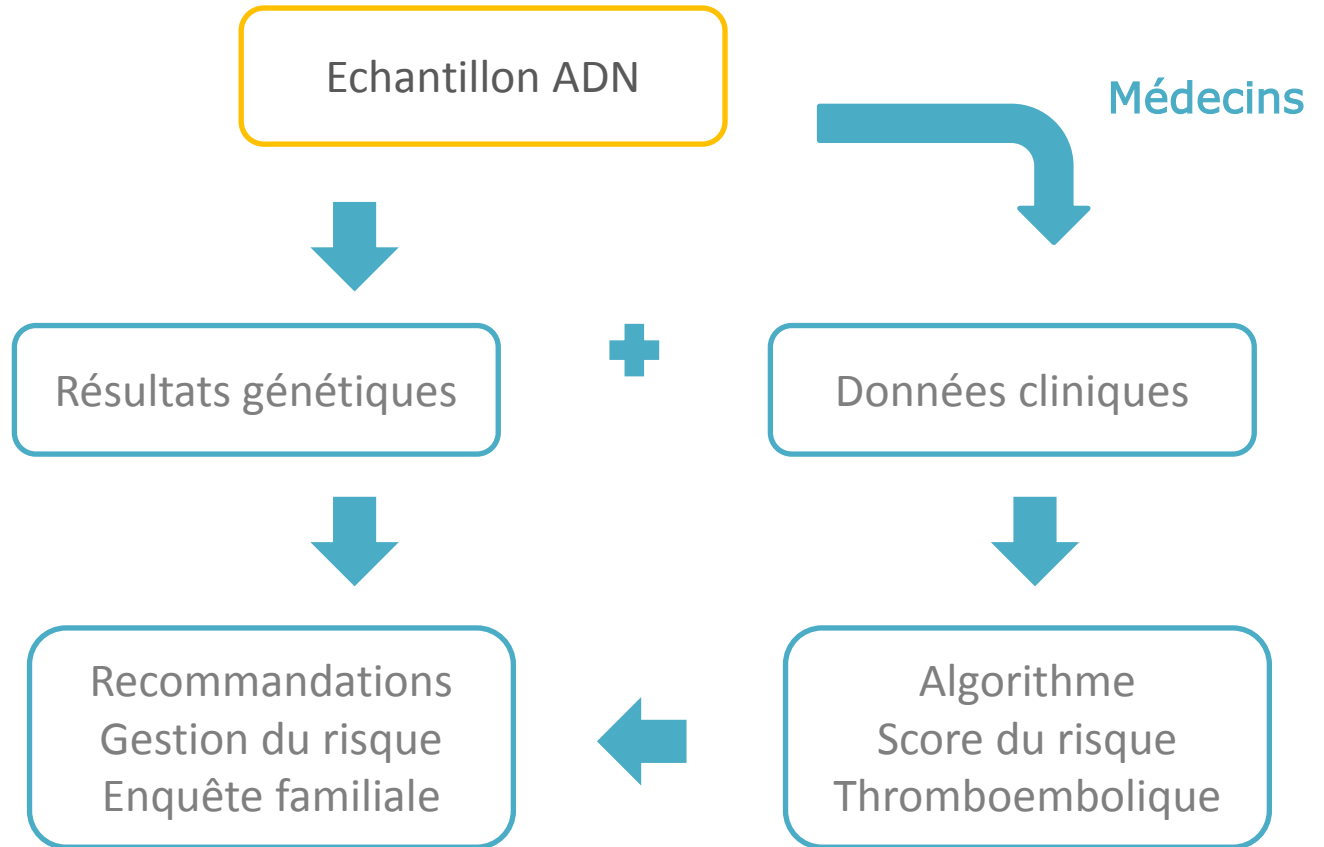 Echantillon ADN
Médecins
Résultats génétiques
Données cliniques
Recommandations
Gestion du risque
Enquête familiale
Algorithme
Score du risque
Thromboembolique